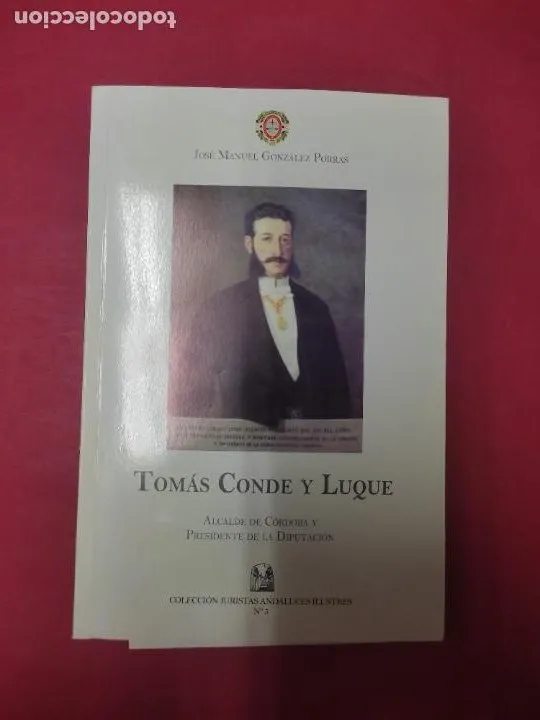 todocoleccion
JOSÉ MANUEL GONZÁLEZ PORRAS
TOMÁS CONDE Y LUQUE
ALCALDE DE CÓRDOBA Y
PRESIDENTE DE LA DIPUTACIÓN
COLECCIÓN JURISTAS ANDALUCES ILUSTRES
Nº 5